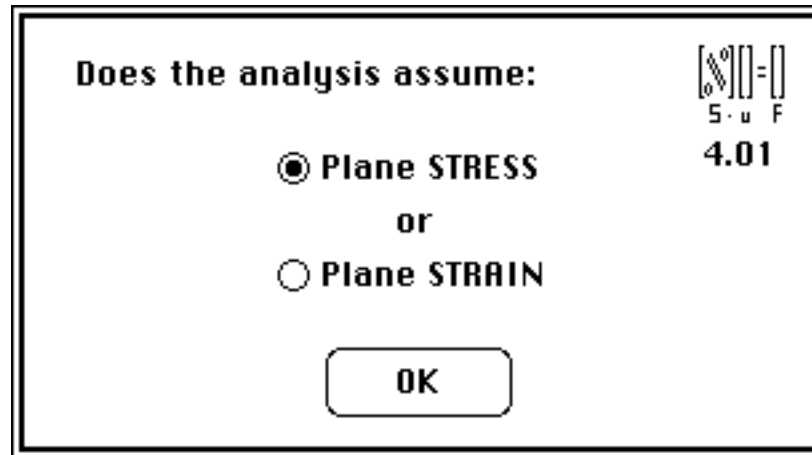 Does the analysis assume:
[%][]=[]
S · u F
4.01
Plane STRESS
or
Plane STRAIN
OK